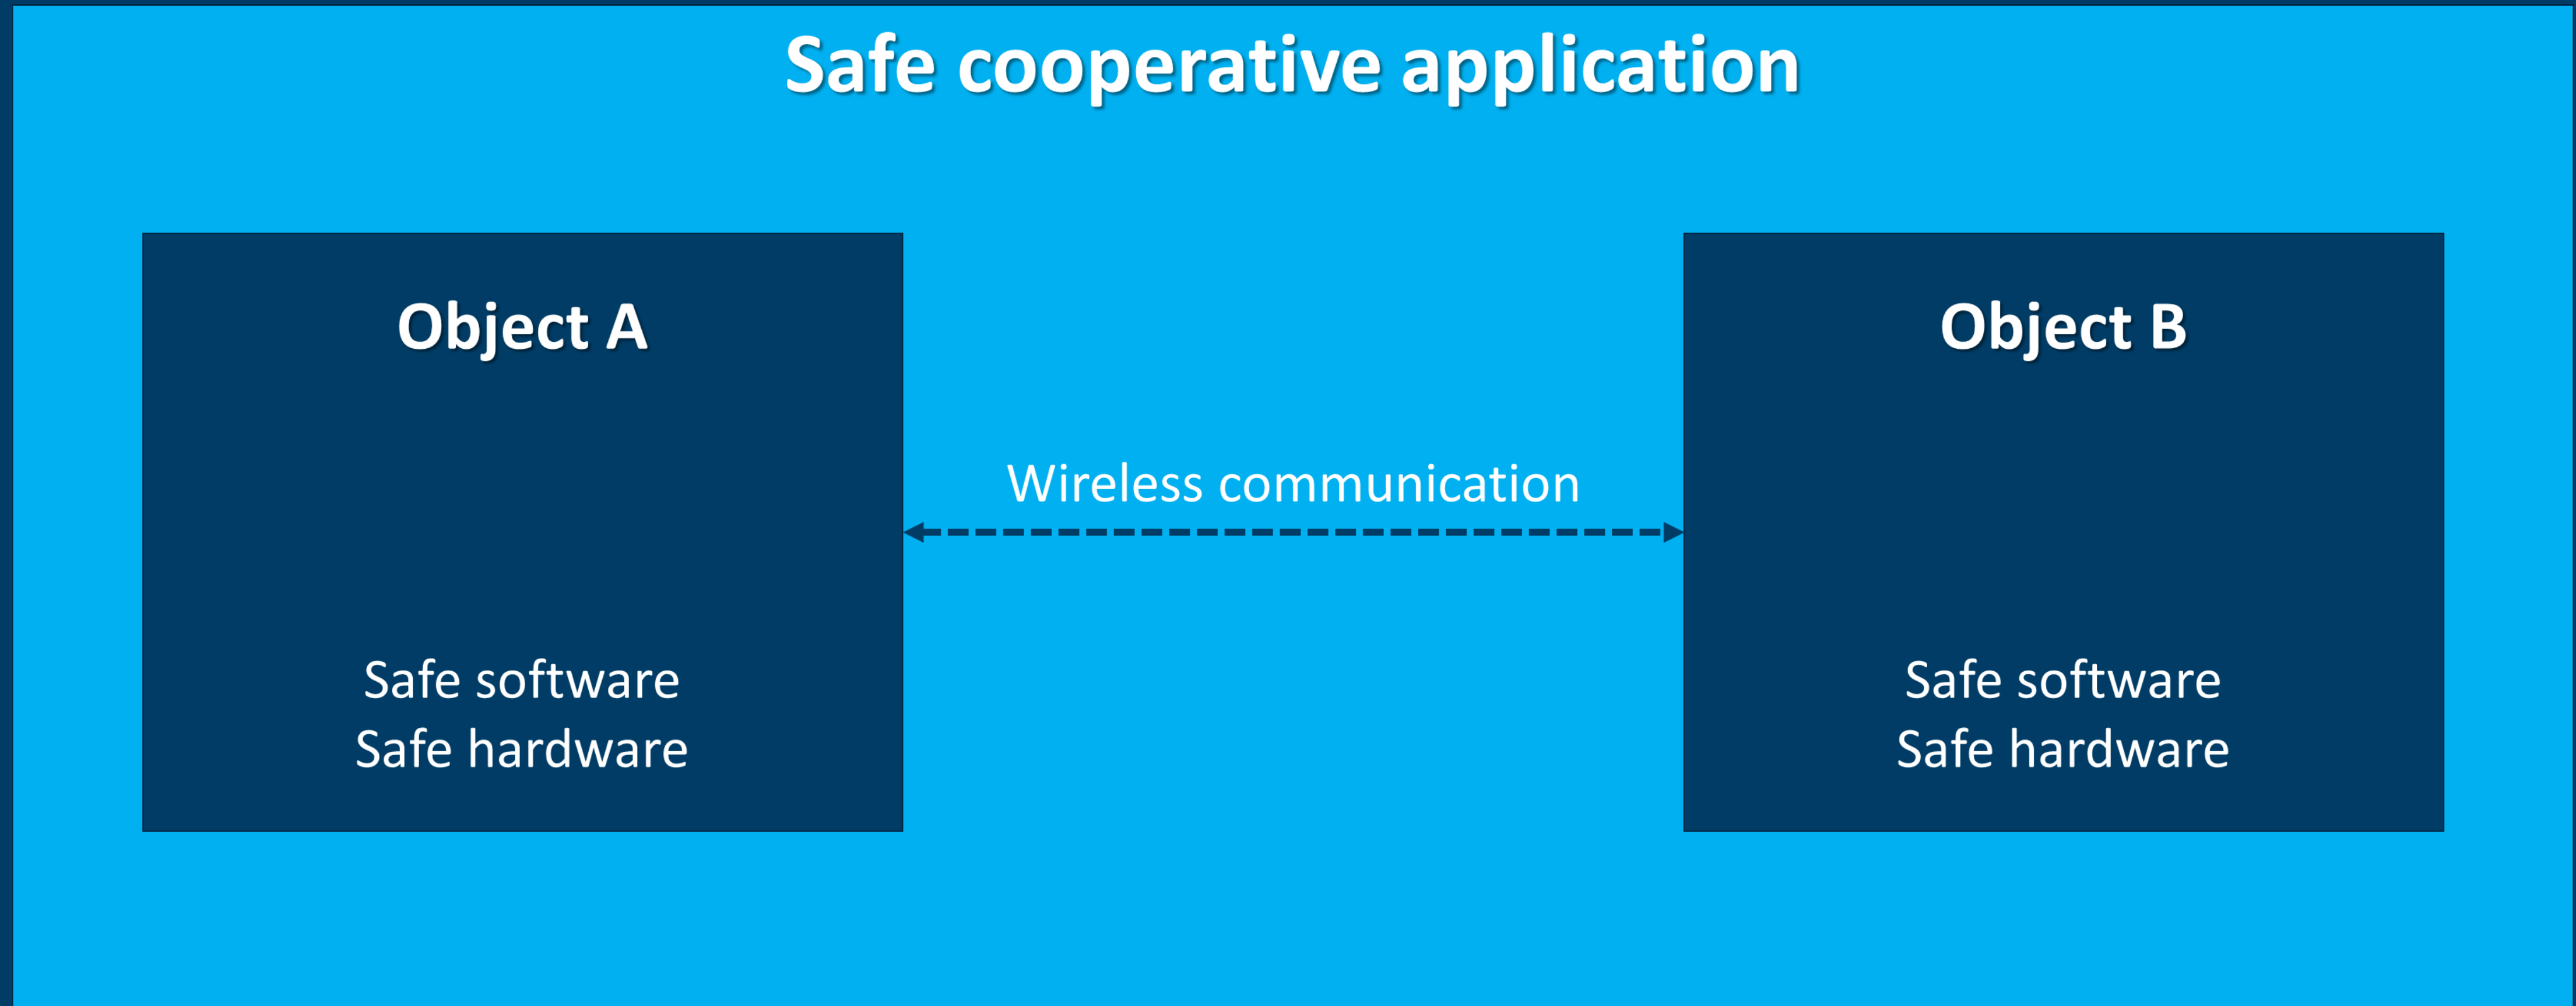 Safe cooperative application
Object A
Object B
Wireless communication
Safe software
Safe hardware
Safe software
Safe hardware